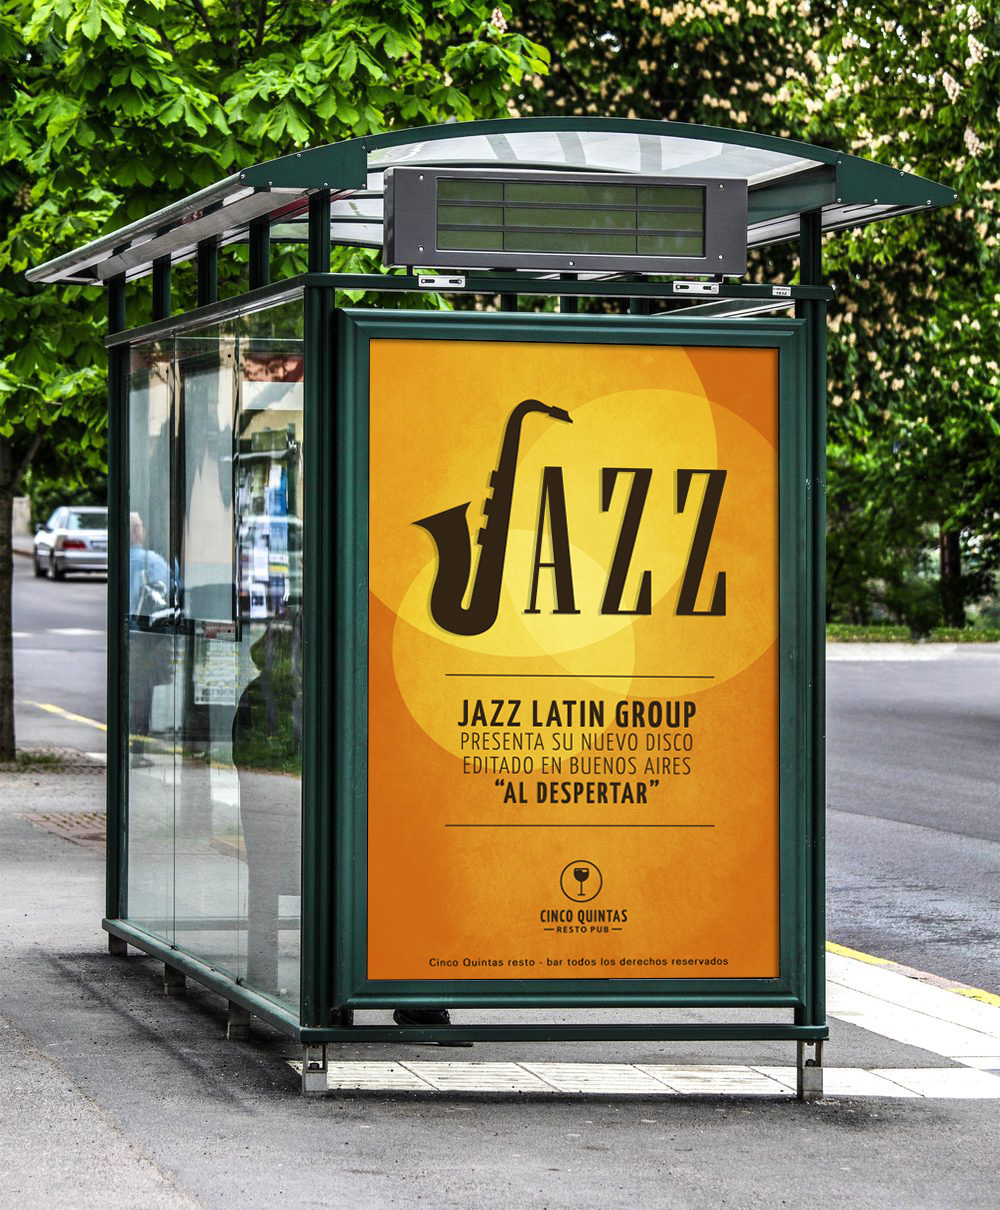 JAZZ
JAZZ LATIN GROUP
PRESENTA SU NUEVO DISCO
EDITADO EN BUENOS AIRES
“AL DESPERTAR”
CINCO QUINTAS
RESTO PUB
Cinco Quintas resto - bar todos los derechos reservados